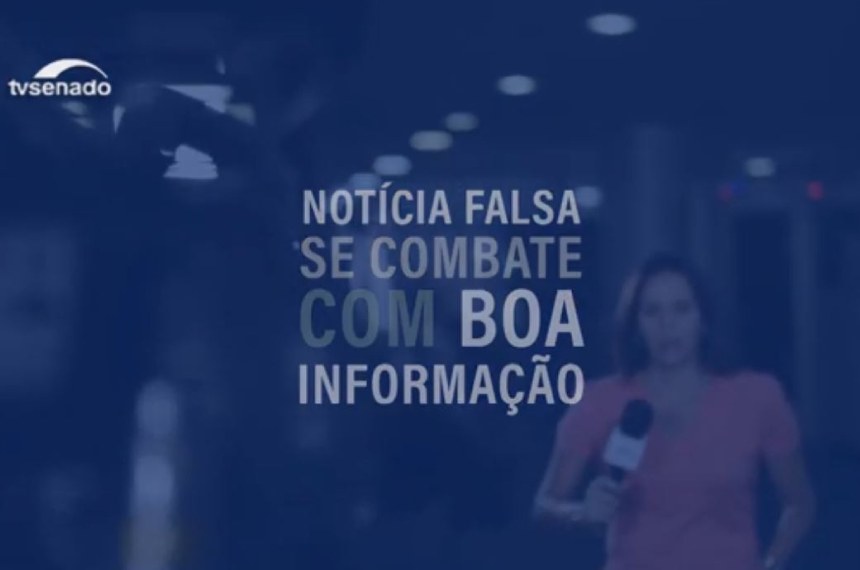 tvsenado
NOTÍCIA FALSA
SE COMBATE
COM BOA
INFORMAÇÃO